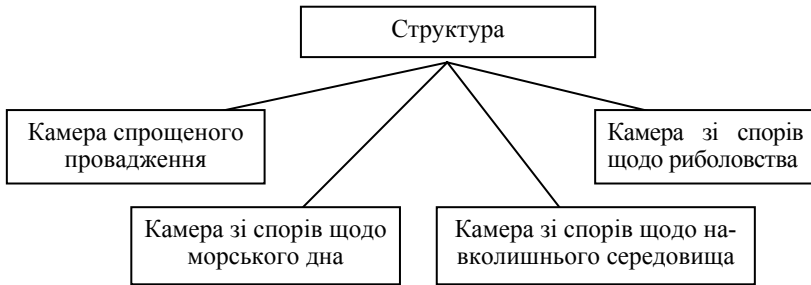 Структура
Камера спрощеного
провадження
Камера зі спорів
щодо риболовства
Камера зі спорів щодо
морського дна
Камера зі спорів щодо на-
вколишнього середовища